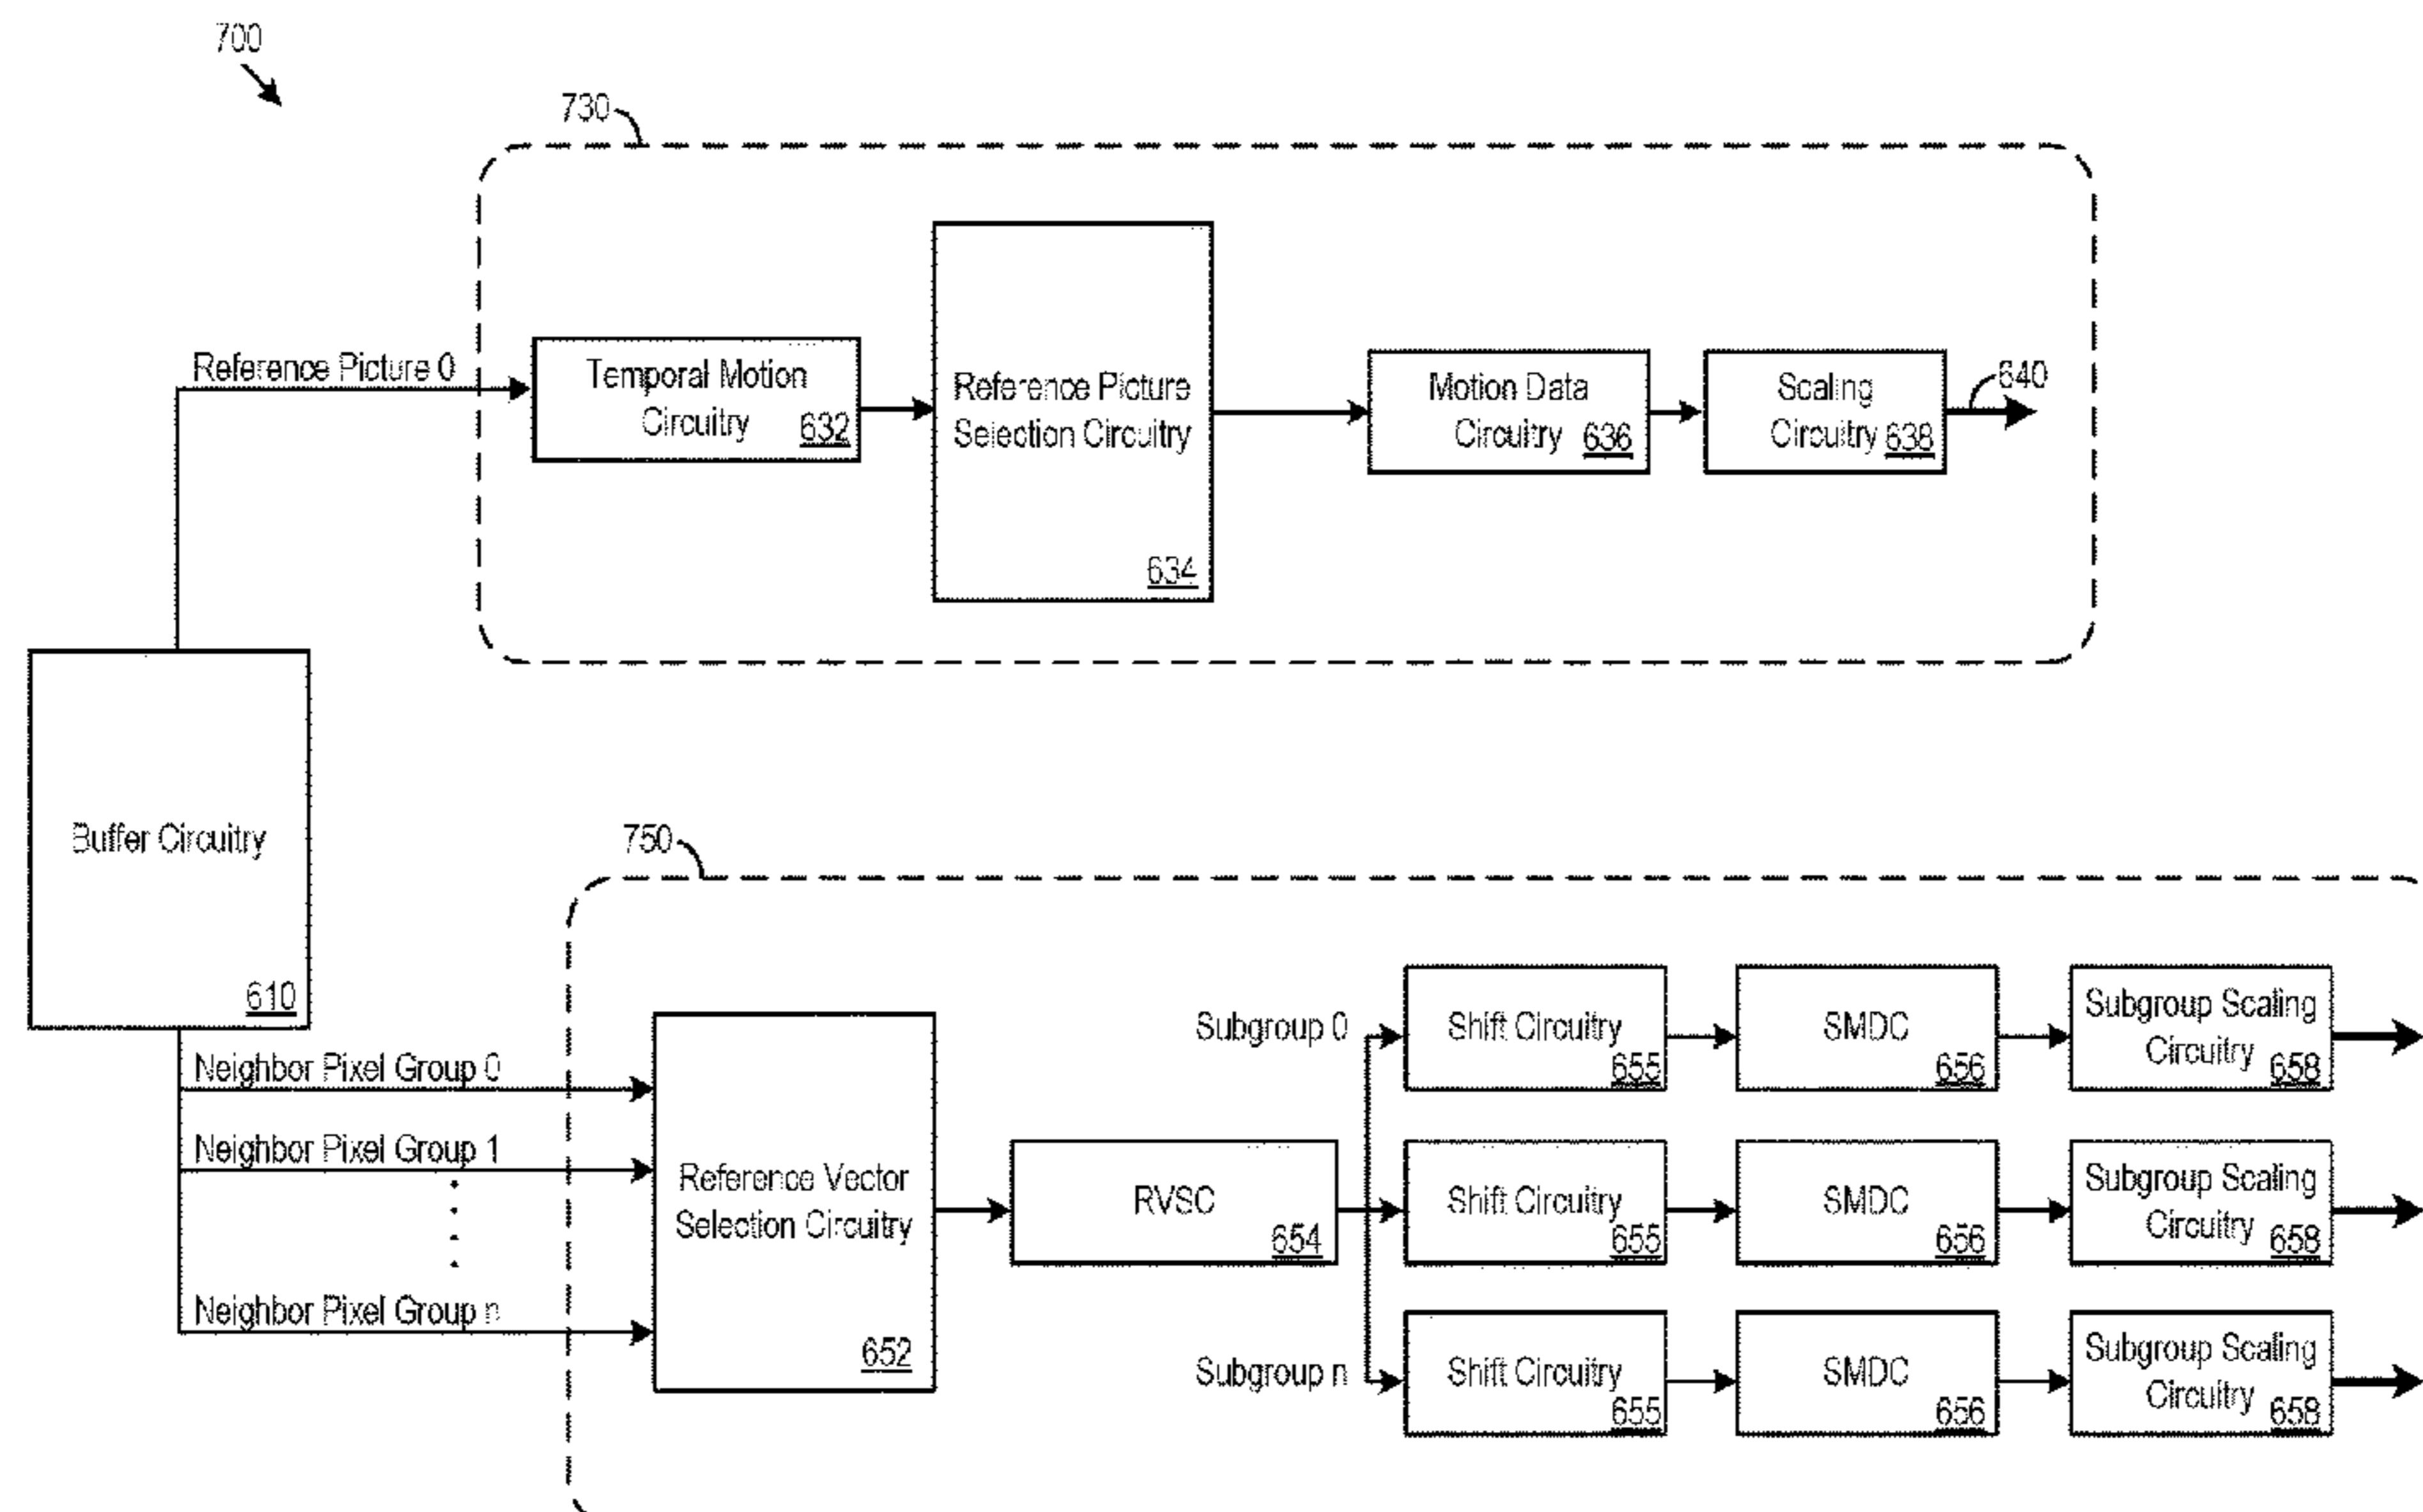 700
730
Reference Picture 0
Temporal Motion
Circuitry 632
Reference Picture
Selection Circuitry
634
Motion Data
Circuitry 636
Scaling
Circuitry 638
640
Buffer Circuitry
610
750
Neighbor Pixel Group 0
Neighbor Pixel Group 1
Neighbor Pixel Group n
Reference Vector
Selection Circuitry
652
RVSC
654
Subgroup 0
Shift Circuitry
655
SMDC
656
Subgroup Scaling
Circuitry 658
Shift Circuitry
655
SMDC
656
Subgroup Scaling
Circuitry 658
Subgroup n
Shift Circuitry
655
SMDC
656
Subgroup Scaling
Circuitry 658